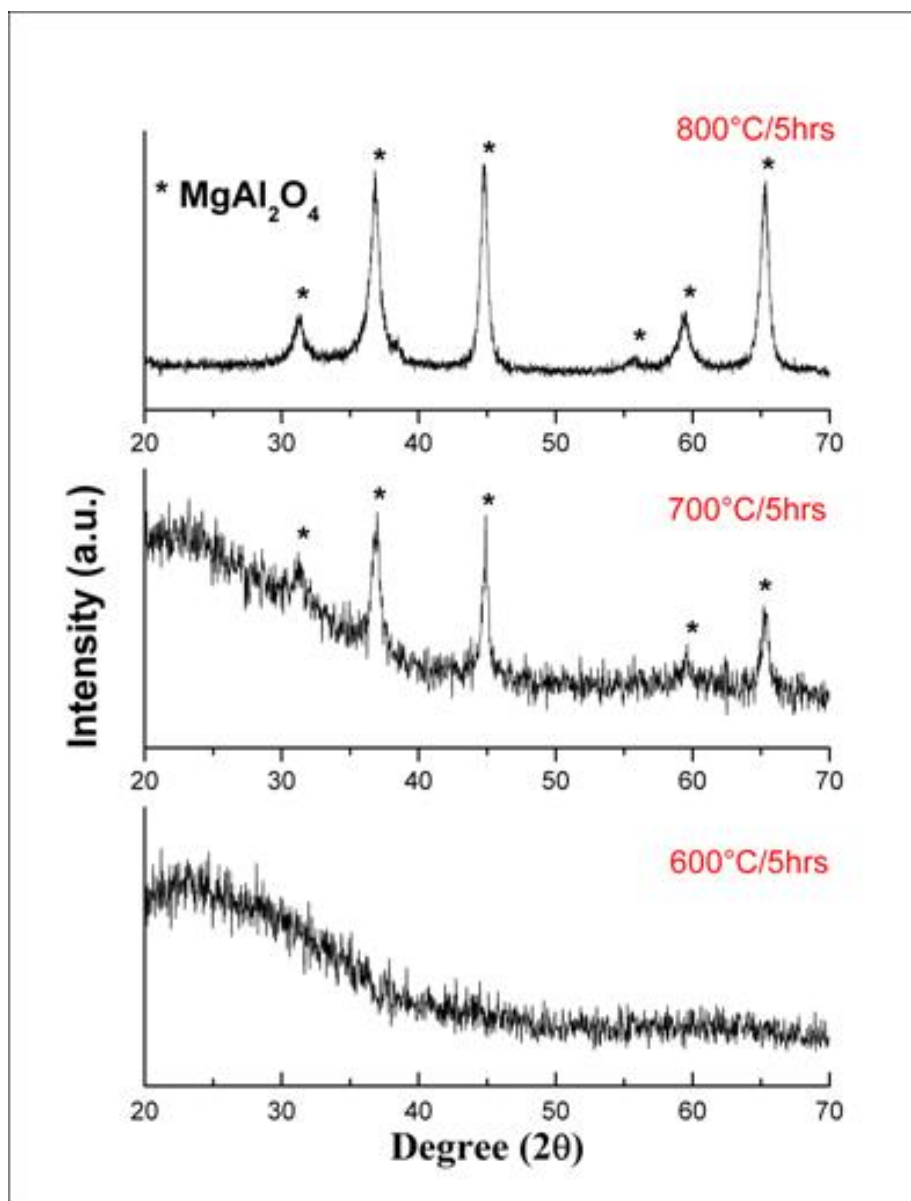 800°C/5hrs
* * * * * *
* MgAl₂O₄
20 30 40 50 60 70
700°C/5hrs
* * * * *
20 30 40 50 60 70
Intensity (a.u.)
600°C/5hrs
20 30 40 50 60 70
Degree (2θ)